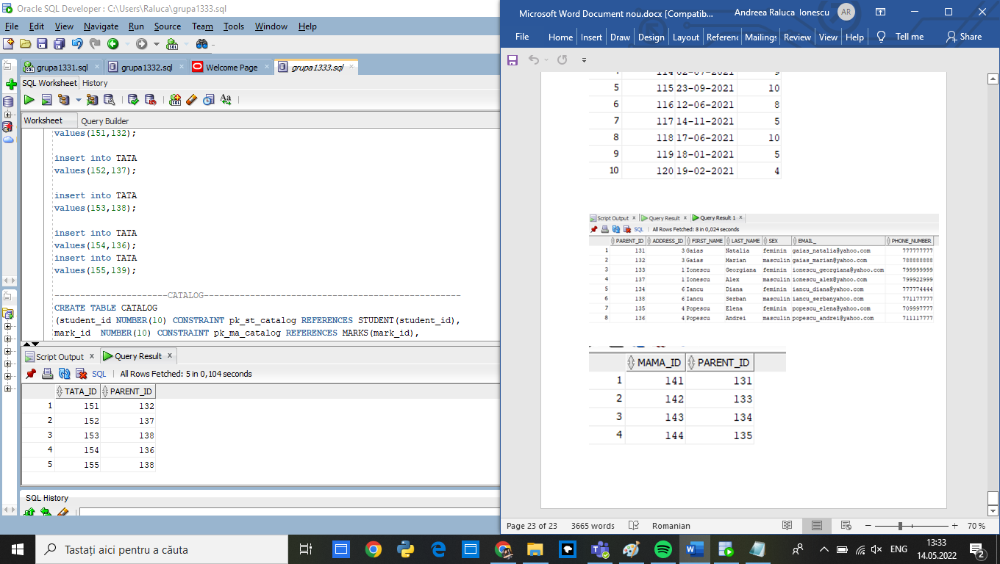 Oracle SQL Developer : C:\Users\Raluca\grupa1333.sql
File Edit View Navigate Run Source Team Tools Window Help
grupa1331.sql grupa1332.sql Welcome Page grupa1333.sql
SQL Worksheet History
Worksheet Query Builder
values(151,132);
insert into TATA
values(152,137);
insert into TATA
values(153,138);
insert into TATA
values(154,136);
insert into TATA
values(155,139);
----------------------CATALOG--------------------------------------------------
CREATE TABLE CATALOG
(student_id NUMBER(10) CONSTRAINT pk_st_catalog REFERENCES STUDENT(student_id),
mark_id NUMBER(10) CONSTRAINT pk_ma_catalog REFERENCES MARKS(mark_id),
Script Output x Query Result x
SQL | All Rows Fetched: 5 in 0,104 seconds
TATA_ID PARENT_ID
1 151 132
2 152 137
3 153 138
4 154 136
5 155 138
SQL History
Microsoft Word Document nou.docx [Compatib... Andreea Raluca Ionescu AR
File Home Insert Draw Design Layout Referenc Mailings Review View Help Tell me Share
4 114 02-07-2021 9
5 115 23-09-2021 10
6 116 12-06-2021 8
7 117 14-11-2021 5
8 118 17-06-2021 10
9 119 18-01-2021 5
10 120 19-02-2021 4
Script Output x Query Result x Query Result 1 x
SQL | All Rows Fetched: 8 in 0,024 seconds
PARENT_ID ADDRESS_ID FIRST_NAME LAST_NAME SEX EMAIL_ PHONE_NUMBER
1 131 3 Gaias Natalia feminin gaias_natalia@yahoo.com 777777777
2 132 3 Gaias Marian masculin gaias_marian@yahoo.com 788888888
3 133 1 Ionescu Georgiana feminin ionescu_georgiana@yahoo.com 799999999
4 137 1 Ionescu Alex masculin ionescu_alex@yahoo.com 799922999
5 134 6 Iancu Diana feminin iancu_diana@yahoo.com 777774444
6 138 6 Iancu Serban masculin iancu_serbanyahoo.com 771177777
7 135 4 Popescu Elena feminin popescu_elena@yahoo.com 709997777
8 136 4 Popescu Andrei masculin popescu_andrei@yahoo.com 711117777
MAMA_ID PARENT_ID
1 141 131
2 142 133
3 143 134
4 144 135
Page 23 of 23 3665 words Romanian 70 %
Tastați aici pentru a căuta
ENG 13:33
14.05.2022
2